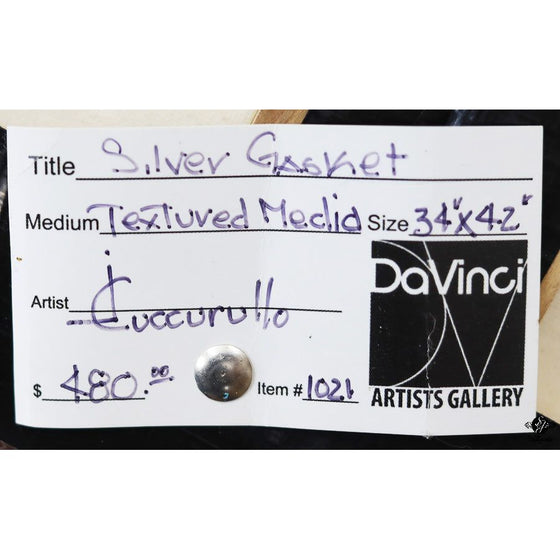 Title Silver Gasket
Medium Textured Media Size 34"x42"
DaVinci
Artist j Cuccurullo
$ 480.00 Item # 1021
ARTISTS GALLERY